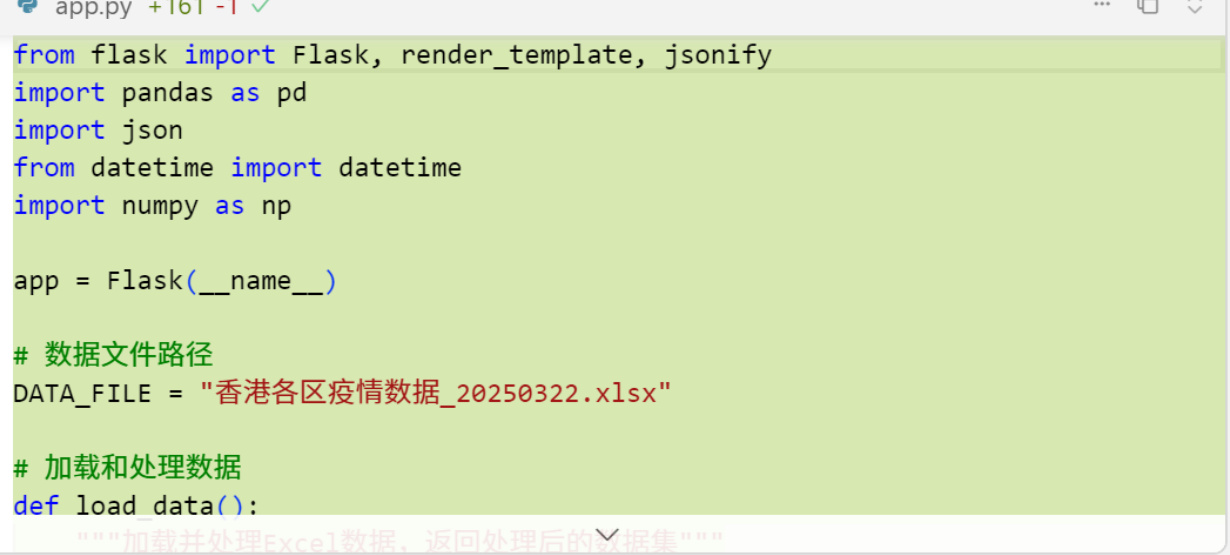 app.py +161 -1
from flask import Flask, render_template, jsonify
import pandas as pd
import json
from datetime import datetime
import numpy as np
app = Flask(__name__)
# 数据文件路径
DATA_FILE = "香港各区疫情数据_20250322.xlsx"
# 加载和处理数据
def load_data():
"""加载并处理Excel数据，返回处理后的数据集"""